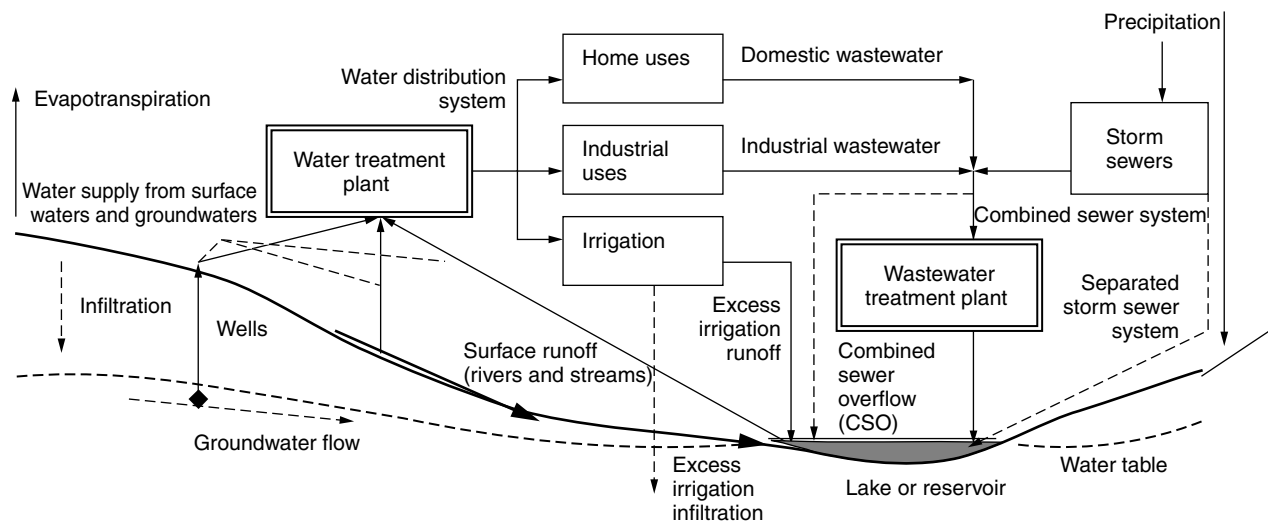 Precipitation
Home uses
Domestic wastewater
Water distribution
system
Evapotranspiration
Water treatment
plant
Industrial
uses
Industrial wastewater
Storm
sewers
Water supply from surface
waters and groundwaters
Irrigation
Combined sewer system
Wastewater
treatment plant
Separated
storm sewer
system
Infiltration
Wells
Excess
irrigation
runoff
Surface runoff
(rivers and streams)
Combined
sewer
overflow
(CSO)
Groundwater flow
Excess
irrigation
infiltration
Lake or reservoir
Water table